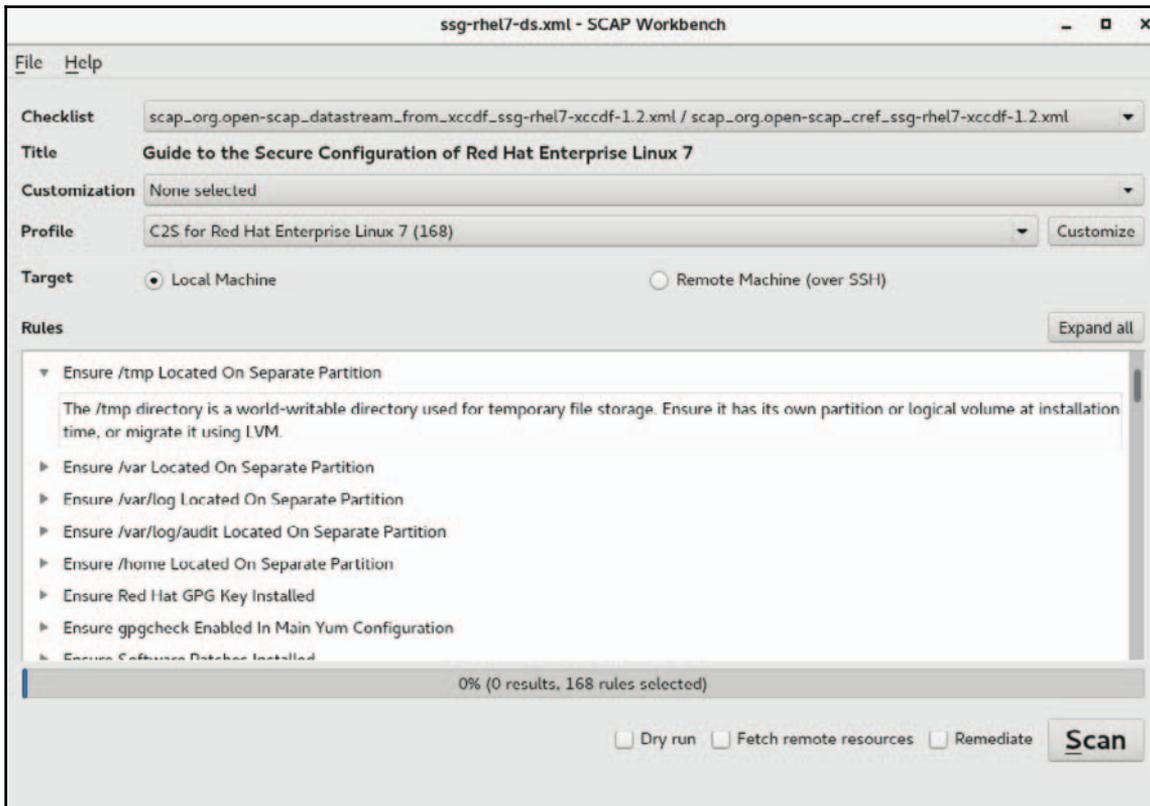 ssg-rhel7-ds.xml - SCAP Workbench
File Help
Checklist scap_org.open-scap_datastream_from_xccdf_ssg-rhel7-xccdf-1.2.xml / scap_org.open-scap_cref_ssg-rhel7-xccdf-1.2.xml
Title Guide to the Secure Configuration of Red Hat Enterprise Linux 7
Customization None selected
Profile C2S for Red Hat Enterprise Linux 7 (168) Customize
Target Local Machine Remote Machine (over SSH)
Rules Expand all
Ensure /tmp Located On Separate Partition
The /tmp directory is a world-writable directory used for temporary file storage. Ensure it has its own partition or logical volume at installation
time, or migrate it using LVM.
Ensure /var Located On Separate Partition
Ensure /var/log Located On Separate Partition
Ensure /var/log/audit Located On Separate Partition
Ensure /home Located On Separate Partition
Ensure Red Hat GPG Key Installed
Ensure gpgcheck Enabled In Main Yum Configuration
Ensure Software Patches Installed
0% (0 results, 168 rules selected)
Dry run Fetch remote resources Remediate Scan